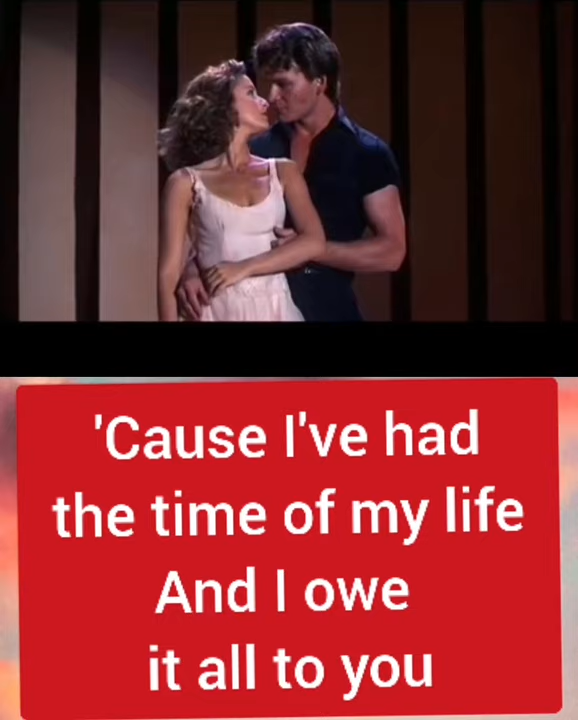 'Cause I've had
the time of my life
And I owe
it all to you